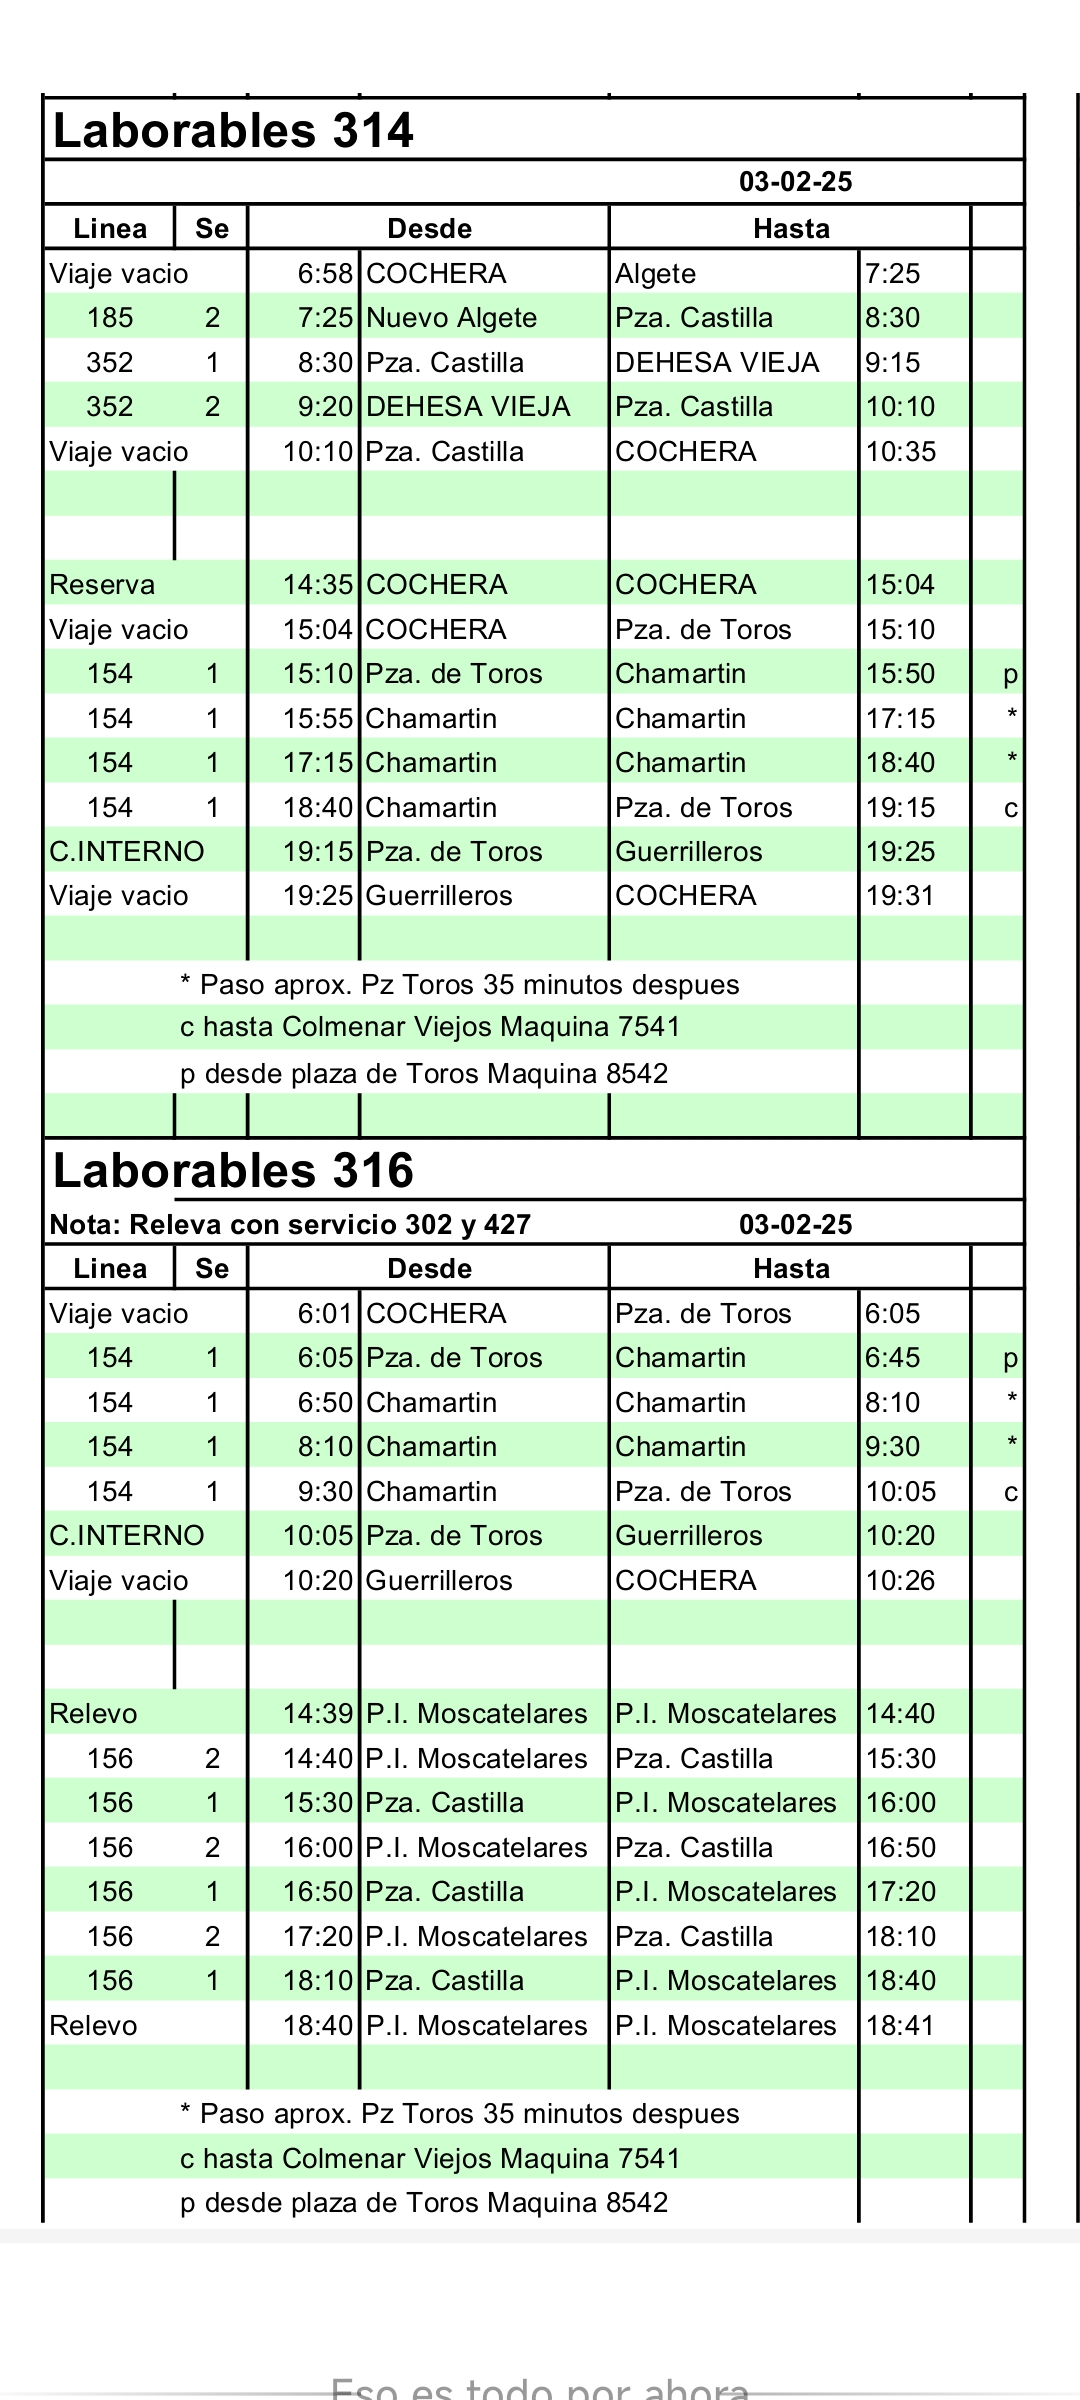 Laborables 314
03-02-25
Linea Se Desde Hasta
Viaje vacio 6:58 COCHERA Algete 7:25
185 2 7:25 Nuevo Algete Pza. Castilla 8:30
352 1 8:30 Pza. Castilla DEHESA VIEJA 9:15
352 2 9:20 DEHESA VIEJA Pza. Castilla 10:10
Viaje vacio 10:10 Pza. Castilla COCHERA 10:35
Reserva 14:35 COCHERA COCHERA 15:04
Viaje vacio 15:04 COCHERA Pza. de Toros 15:10
154 1 15:10 Pza. de Toros Chamartin 15:50 p
154 1 15:55 Chamartin Chamartin 17:15 *
154 1 17:15 Chamartin Chamartin 18:40 *
154 1 18:40 Chamartin Pza. de Toros 19:15 c
C.INTERNO 19:15 Pza. de Toros Guerrilleros 19:25
Viaje vacio 19:25 Guerrilleros COCHERA 19:31
* Paso aprox. Pz Toros 35 minutos despues
c hasta Colmenar Viejos Maquina 7541
p desde plaza de Toros Maquina 8542
Laborables 316
Nota: Releva con servicio 302 y 427 03-02-25
Linea Se Desde Hasta
Viaje vacio 6:01 COCHERA Pza. de Toros 6:05
154 1 6:05 Pza. de Toros Chamartin 6:45 p
154 1 6:50 Chamartin Chamartin 8:10 *
154 1 8:10 Chamartin Chamartin 9:30 *
154 1 9:30 Chamartin Pza. de Toros 10:05 c
C.INTERNO 10:05 Pza. de Toros Guerrilleros 10:20
Viaje vacio 10:20 Guerrilleros COCHERA 10:26
Relevo 14:39 P.I. Moscatelares P.I. Moscatelares 14:40
156 2 14:40 P.I. Moscatelares Pza. Castilla 15:30
156 1 15:30 Pza. Castilla P.I. Moscatelares 16:00
156 2 16:00 P.I. Moscatelares Pza. Castilla 16:50
156 1 16:50 Pza. Castilla P.I. Moscatelares 17:20
156 2 17:20 P.I. Moscatelares Pza. Castilla 18:10
156 1 18:10 Pza. Castilla P.I. Moscatelares 18:40
Relevo 18:40 P.I. Moscatelares P.I. Moscatelares 18:41
* Paso aprox. Pz Toros 35 minutos despues
c hasta Colmenar Viejos Maquina 7541
p desde plaza de Toros Maquina 8542
Eso es todo por ahora